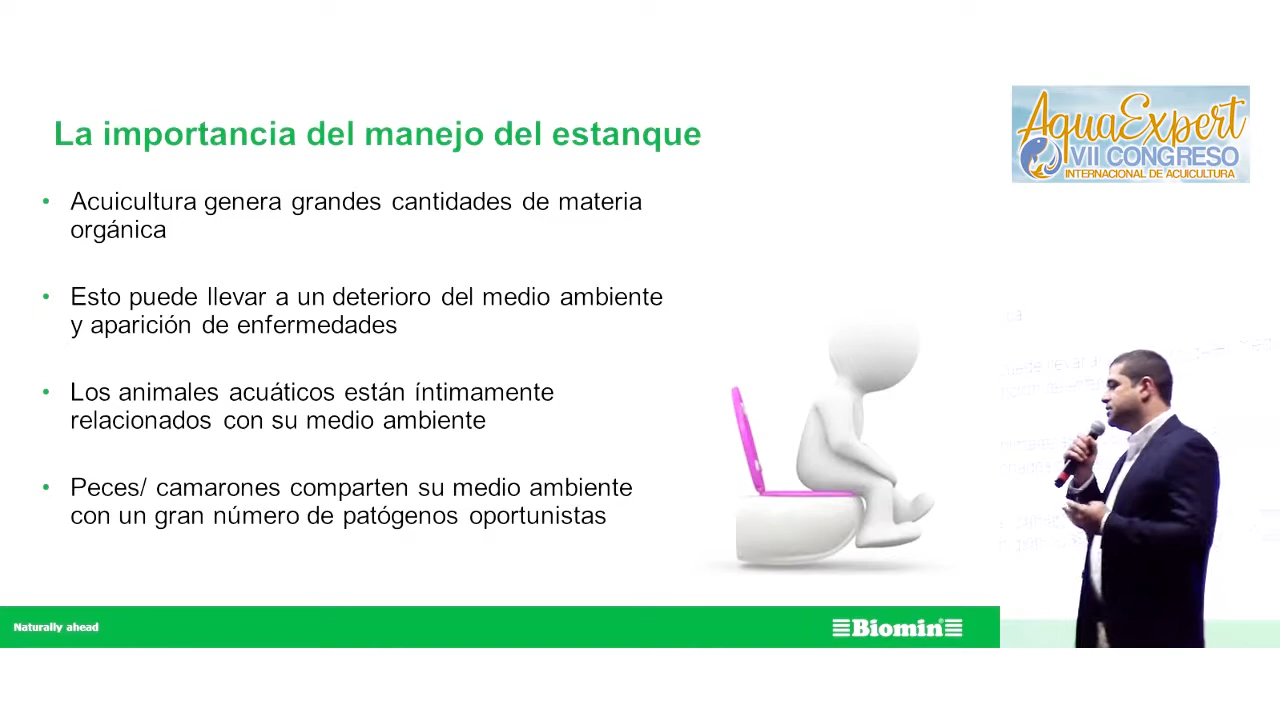 La importancia del manejo del estanque
• Acuicultura genera grandes cantidades de materia
orgánica
• Esto puede llevar a un deterioro del medio ambiente
y aparición de enfermedades
• Los animales acuáticos están íntimamente
relacionados con su medio ambiente
• Peces/ camarones comparten su medio ambiente
con un gran número de patógenos oportunistas
Naturally ahead
Biomin®
AquaExpert
VII CONGRESO
INTERNACIONAL DE ACUICULTURA